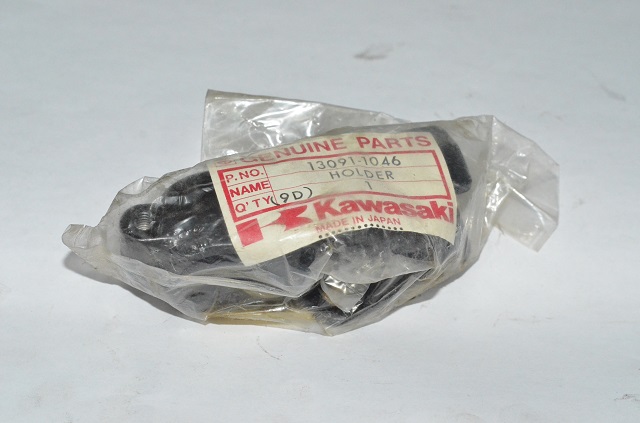 GENUINE PARTS
P.NO. 13091-1046
NAME HOLDER
Q'TY (9D) 1
Kawasaki
MADE IN JAPAN